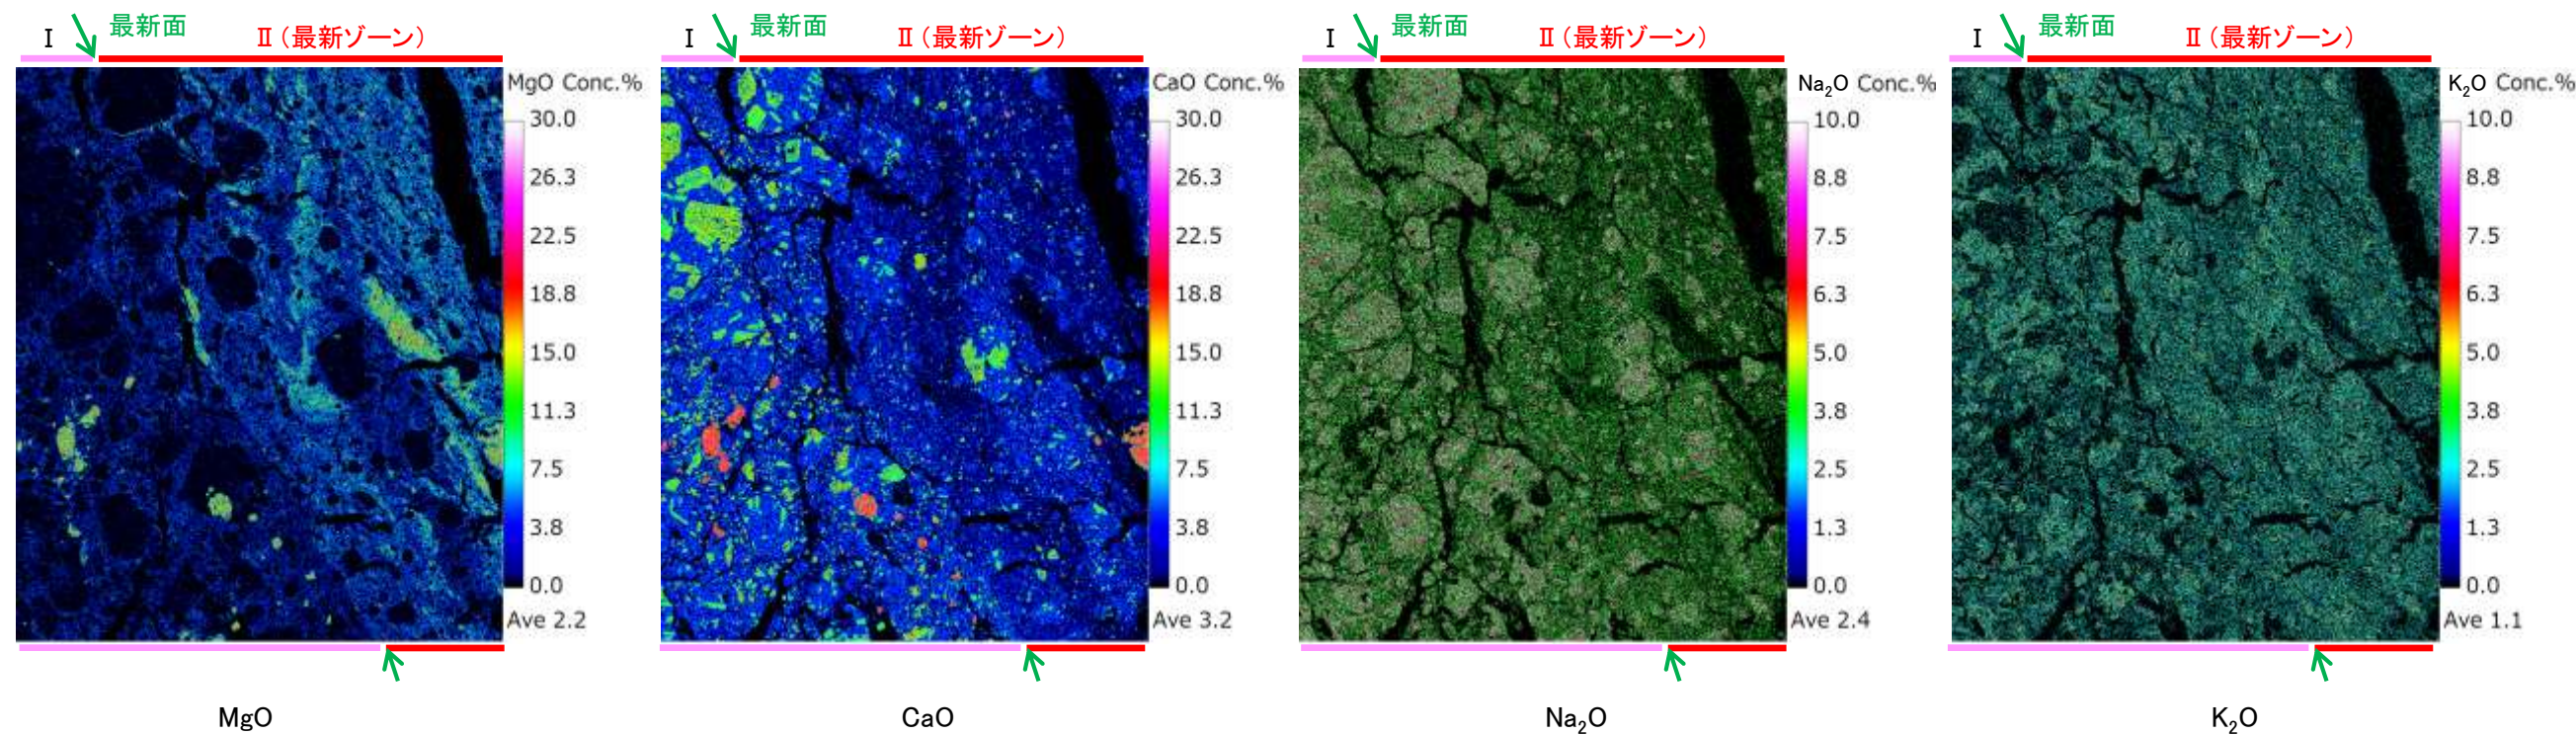 I 最新面 Ⅱ（最新ゾーン）
MgO Conc.%
30.0
26.3
22.5
18.8
15.0
11.3
7.5
3.8
0.0
Ave 2.2
MgO
I 最新面 Ⅱ（最新ゾーン）
CaO Conc.%
30.0
26.3
22.5
18.8
15.0
11.3
7.5
3.8
0.0
Ave 3.2
CaO
I 最新面 Ⅱ（最新ゾーン）
Na₂O Conc.%
10.0
8.8
7.5
6.3
5.0
3.8
2.5
1.3
0.0
Ave 2.4
Na₂O
I 最新面 Ⅱ（最新ゾーン）
K₂O Conc.%
10.0
8.8
7.5
6.3
5.0
3.8
2.5
1.3
0.0
Ave 1.1
K₂O